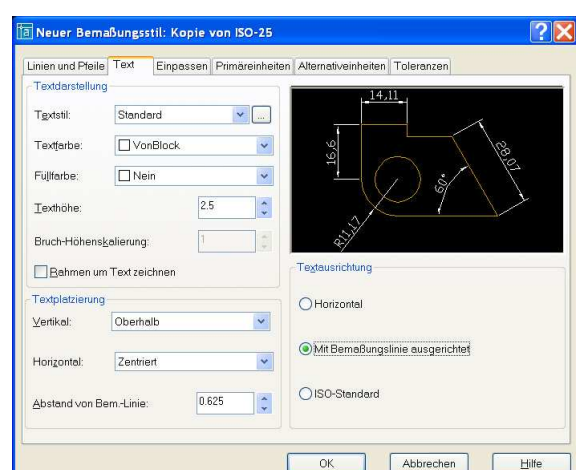 Neuer Bemaßungsstil: Kopie von ISO-25
Linien und Pfeile Text Einpassen Primäreinheiten Alternativeinheiten Toleranzen
Textdarstellung
Textstil: Standard ...
Textfarbe: VonBlock
Füllfarbe: Nein
Texthöhe: 2.5
Bruch-Höhenskalierung: 1
Rahmen um Text zeichnen
Textplatzierung
Vertikal: Oberhalb
Horizontal: Zentriert
Abstand von Bem.-Linie: 0.625
14,11
16,6
28,07
60°
R11,17
Textausrichtung
Horizontal
Mit Bemaßungslinie ausgerichtet
ISO-Standard
OK Abbrechen Hilfe